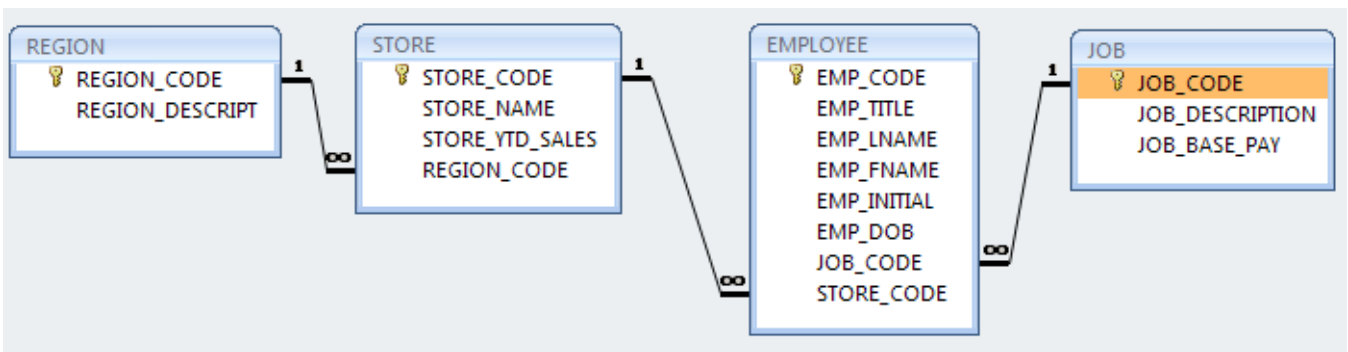 REGION
REGION_CODE
REGION_DESCRIPT
1
∞
STORE
STORE_CODE
STORE_NAME
STORE_YTD_SALES
REGION_CODE
1
∞
EMPLOYEE
EMP_CODE
EMP_TITLE
EMP_LNAME
EMP_FNAME
EMP_INITIAL
EMP_DOB
JOB_CODE
STORE_CODE
∞
1
JOB
JOB_CODE
JOB_DESCRIPTION
JOB_BASE_PAY